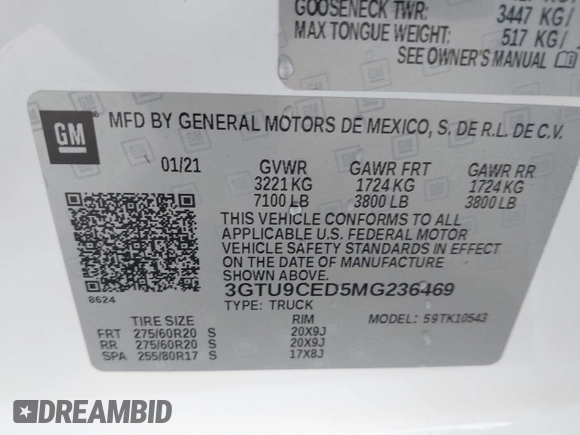 GOOSENECK TWR: 3447 KG/
MAX TONGUE WEIGHT: 517 KG/
SEE OWNER'S MANUAL
GM
MFD BY GENERAL MOTORS DE MEXICO, S. DE R.L. DE C.V.
01/21 GVWR GAWR FRT GAWR RR
3221 KG 1724 KG 1724 KG
7100 LB 3800 LB 3800 LB
THIS VEHICLE CONFORMS TO ALL
APPLICABLE U.S. FEDERAL MOTOR
VEHICLE SAFETY STANDARDS IN EFFECT
ON THE DATE OF MANUFACTURE
SHOWN ABOVE.
3GTU9CED5MG236469
8624
TYPE: TRUCK MODEL: 59TK10543
TIRE SIZE RIM
FRT 275/60R20 S 20X9J
RR 275/60R20 S 20X9J
SPA 255/80R17 S 17X8J
DREAMBID